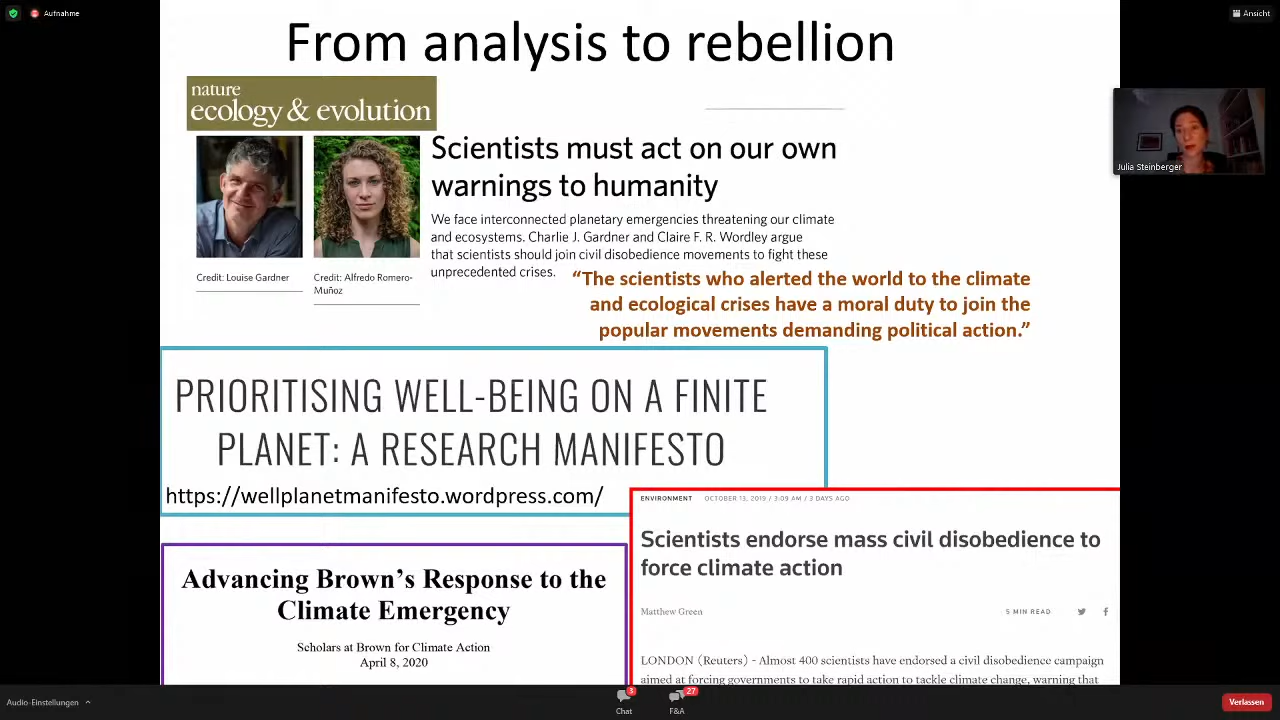 Aufnahme
Ansicht
From analysis to rebellion
nature
ecology & evolution
Scientists must act on our own
warnings to humanity
We face interconnected planetary emergencies threatening our climate
and ecosystems. Charlie J. Gardner and Claire F. R. Wordley argue
that scientists should join civil disobedience movements to fight these
unprecedented crises.
Credit: Louise Gardner
Credit: Alfredo Romero-
Muñoz
“The scientists who alerted the world to the climate
and ecological crises have a moral duty to join the
popular movements demanding political action.”
Julia Steinberger
PRIORITISING WELL-BEING ON A FINITE
PLANET: A RESEARCH MANIFESTO
https://wellplanetmanifesto.wordpress.com/
ENVIRONMENT OCTOBER 13, 2019 / 3:09 AM / 3 DAYS AGO
Scientists endorse mass civil disobedience to
force climate action
Matthew Green
5 MIN READ
LONDON (Reuters) - Almost 400 scientists have endorsed a civil disobedience campaign
aimed at forcing governments to take rapid action to tackle climate change, warning that
Advancing Brown’s Response to the
Climate Emergency
Scholars at Brown for Climate Action
April 8, 2020
Audio-Einstellungen
3
Chat
27
F&A
Verlassen